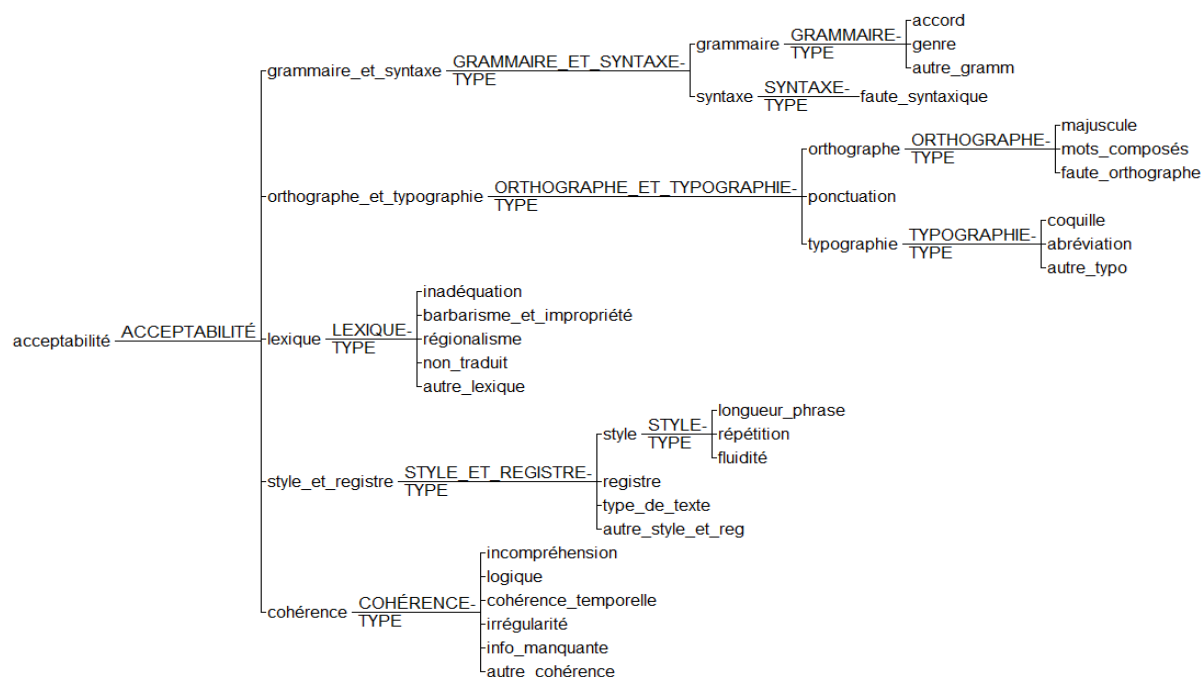 accord
grammaire GRAMMAIRE-TYPE genre
autre_gramm
grammaire_et_syntaxe GRAMMAIRE_ET_SYNTAXE-TYPE
syntaxe SYNTAXE-TYPE faute_syntaxique
majuscule
orthographe ORTHOGRAPHE-TYPE mots_composés
faute_orthographe
orthographe_et_typographie ORTHOGRAPHE_ET_TYPOGRAPHIE-TYPE ponctuation
coquille
typographie TYPOGRAPHIE-TYPE abréviation
autre_typo
inadéquation
barbarisme_et_impropriété
acceptabilité ACCEPTABILITÉ lexique LEXIQUE-TYPE régionalisme
non_traduit
autre_lexique
longueur_phrase
style STYLE-TYPE répétition
fluidité
style_et_registre STYLE_ET_REGISTRE-TYPE registre
type_de_texte
autre_style_et_reg
incompréhension
logique
cohérence_temporelle
cohérence COHÉRENCE-TYPE irrégularité
info_manquante
autre_cohérence